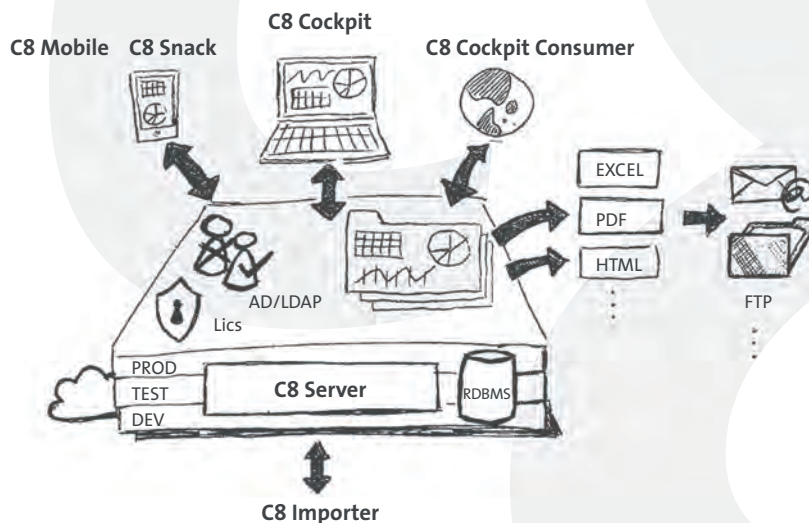 C8 Cockpit
C8 Mobile
C8 Snack
C8 Cockpit Consumer
EXCEL
PDF
HTML
@
FTP
AD/LDAP
Lics
PROD
TEST
DEV
C8 Server
RDBMS
C8 Importer